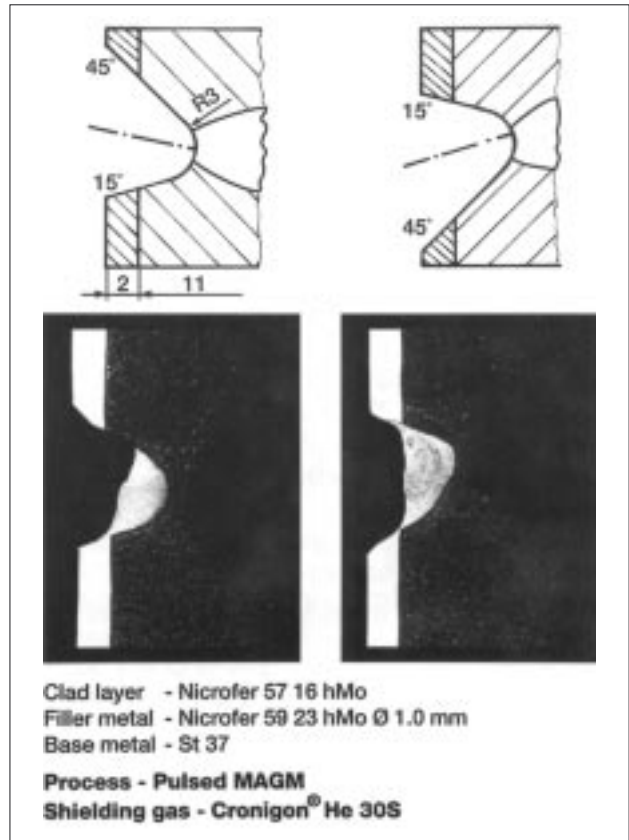 45°
R3
15°
2
11
15°
45°
Clad layer - Nicrofer 57 16 hMo
Filler metal - Nicrofer 59 23 hMo Ø 1.0 mm
Base metal - St 37
Process - Pulsed MAGM
Shielding gas - Cronigon® He 30S